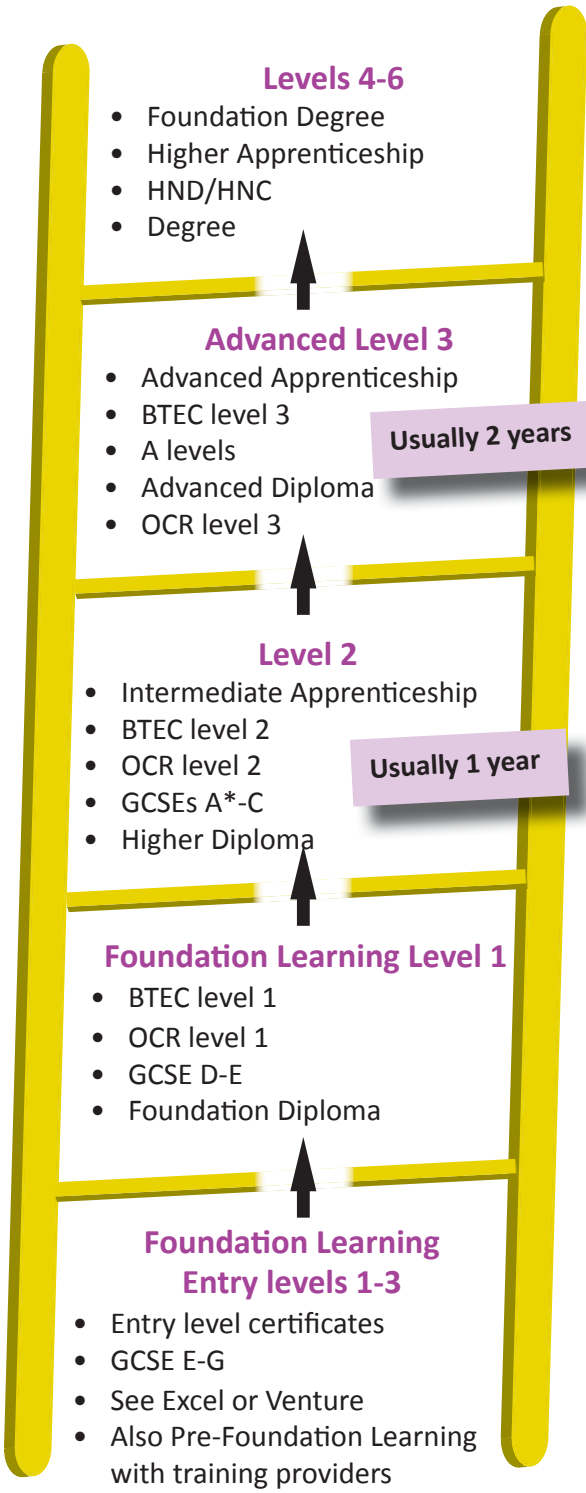 Levels 4-6
• Foundation Degree
• Higher Apprenticeship
• HND/HNC
• Degree
Advanced Level 3
• Advanced Apprenticeship
• BTEC level 3
• A levels
• Advanced Diploma
• OCR level 3
Usually 2 years
Level 2
• Intermediate Apprenticeship
• BTEC level 2
• OCR level 2
• GCSEs A*-C
• Higher Diploma
Usually 1 year
Foundation Learning Level 1
• BTEC level 1
• OCR level 1
• GCSE D-E
• Foundation Diploma
Foundation Learning
Entry levels 1-3
• Entry level certificates
• GCSE E-G
• See Excel or Venture
• Also Pre-Foundation Learning
with training providers